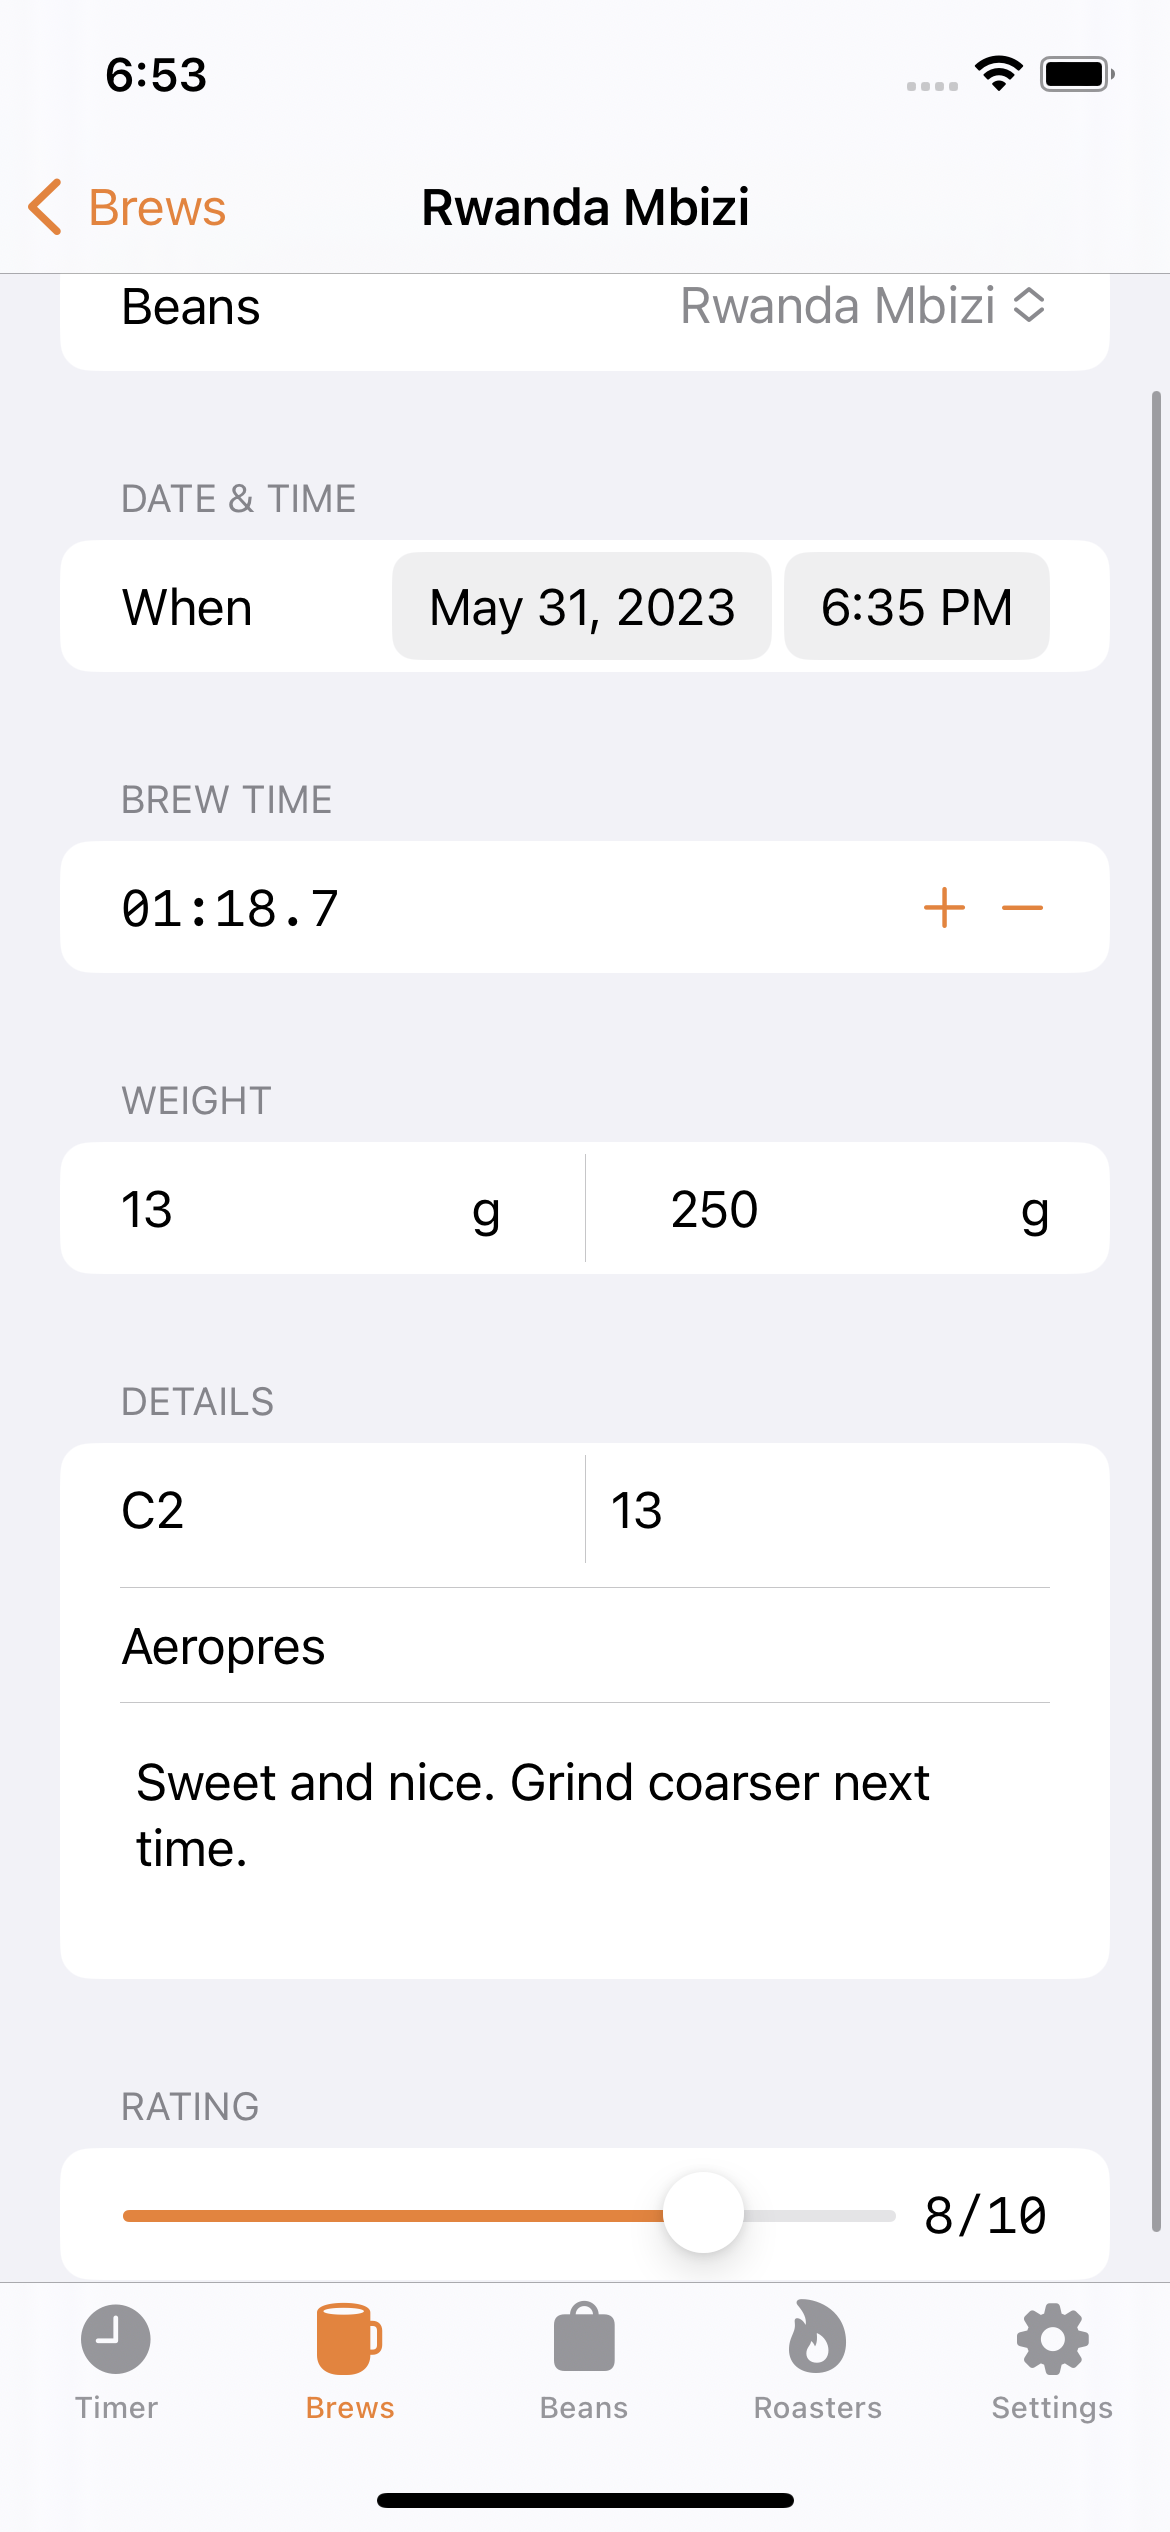 6:53
Brews
Rwanda Mbizi
Beans
Rwanda Mbizi
DATE & TIME
When
May 31, 2023
6:35 PM
BREW TIME
01:18.7
WEIGHT
13
g
250
g
DETAILS
C2
13
Aeropres
Sweet and nice. Grind coarser next
time.
RATING
8/10
Timer
Brews
Beans
Roasters
Settings